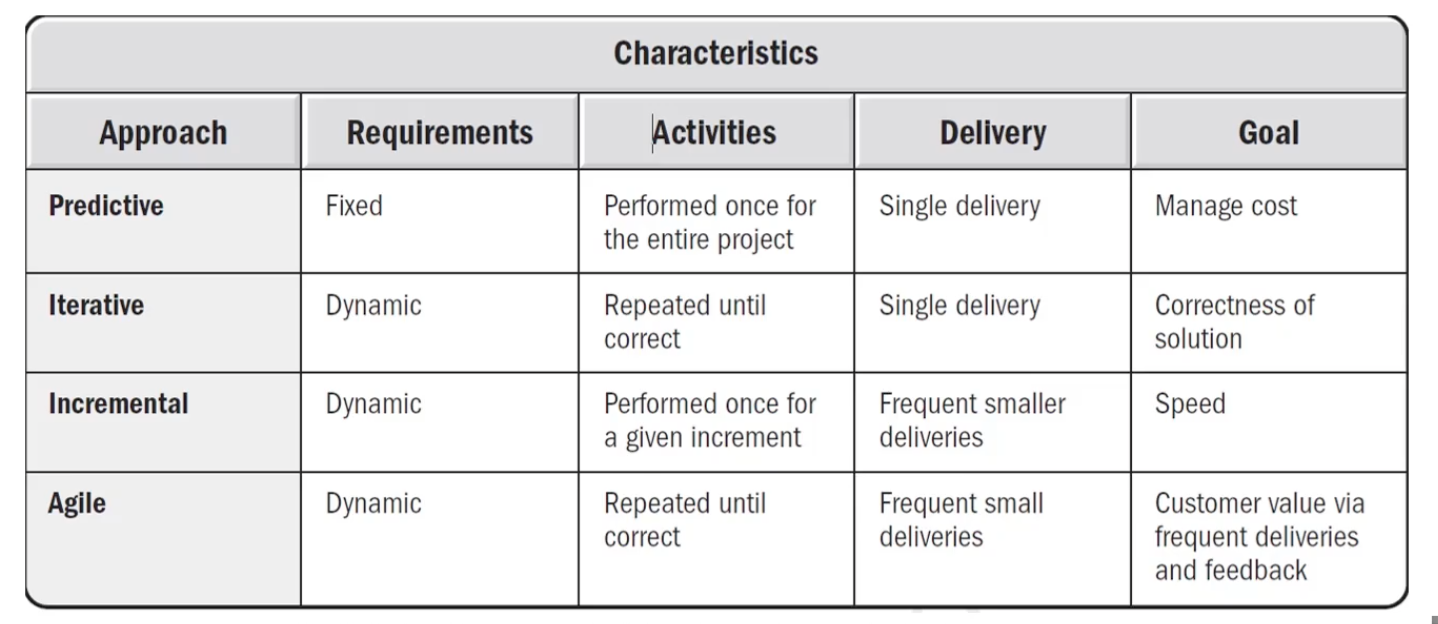 Characteristics
Approach Requirements Activities Delivery Goal
Predictive Fixed Performed once for the entire project Single delivery Manage cost
Iterative Dynamic Repeated until correct Single delivery Correctness of solution
Incremental Dynamic Performed once for a given increment Frequent smaller deliveries Speed
Agile Dynamic Repeated until correct Frequent small deliveries Customer value via frequent deliveries and feedback